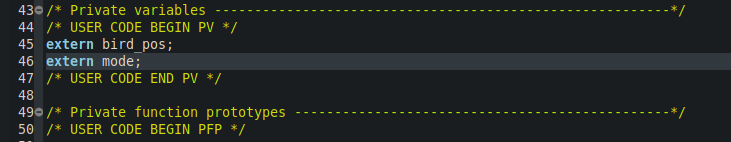 43 /* Private variables ---------------------------------------------------------*/
44 /* USER CODE BEGIN PV */
45 extern bird_pos;
46 extern mode;
47 /* USER CODE END PV */
48
49 /* Private function prototypes -----------------------------------------------*/
50 /* USER CODE BEGIN PFP */